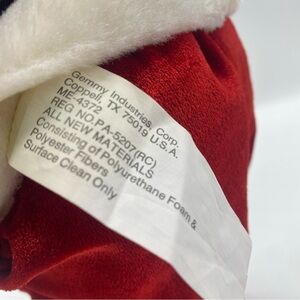 Gemmy Industries Corp.
Coppell, TX 75019 U.S.A.
ME-4372
REG NO.PA-5207(RC)
ALL NEW MATERIALS
Consisting of Polyurethane Foam &
Polyester Fibers
Surface Clean Only